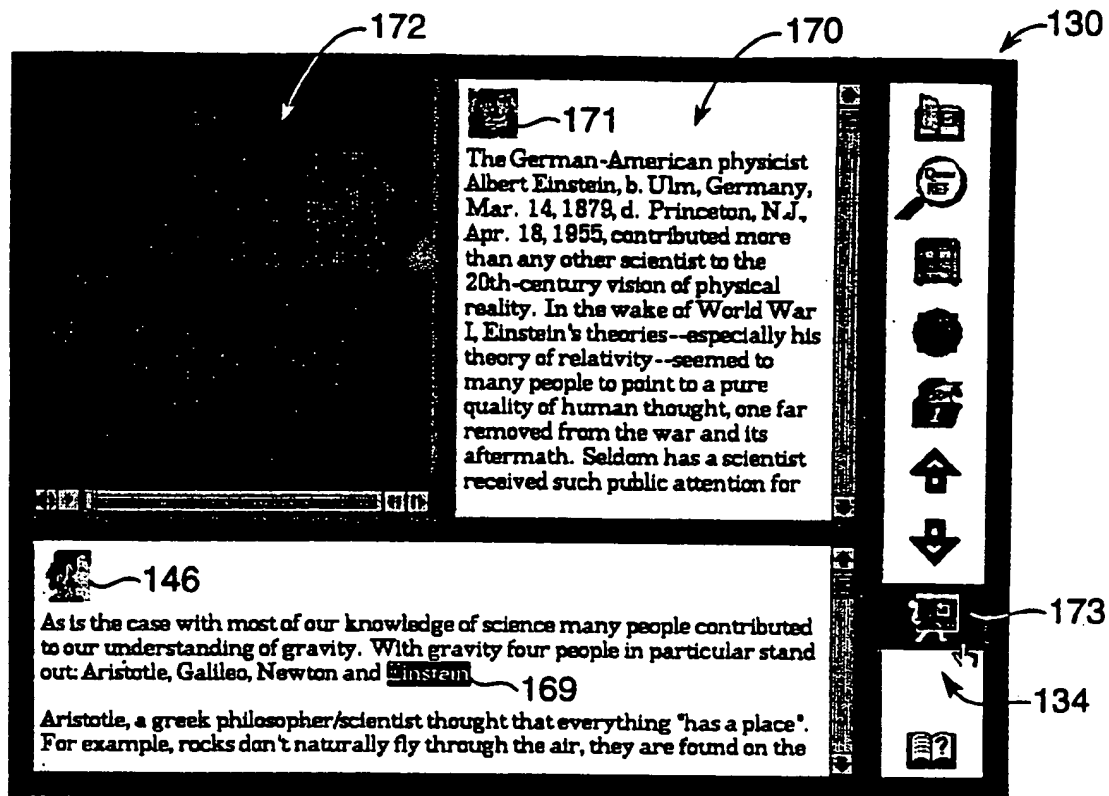 172
170
130
171
The German-American physicist
Albert Einstein, b. Ulm, Germany,
Mar. 14, 1879, d. Princeton, N.J.,
Apr. 18, 1955, contributed more
than any other scientist to the
20th-century vision of physical
reality. In the wake of World War
I, Einstein's theories--especially his
theory of relativity--seemed to
many people to point to a pure
quality of human thought, one far
removed from the war and its
aftermath. Seldom has a scientist
received such public attention for
REF
146
173
As is the case with most of our knowledge of science many people contributed
to our understanding of gravity. With gravity four people in particular stand
out: Aristotle, Galileo, Newton and Einstein
169
134
Aristotle, a greek philosopher/scientist thought that everything "has a place".
For example, rocks don't naturally fly through the air, they are found on the
?